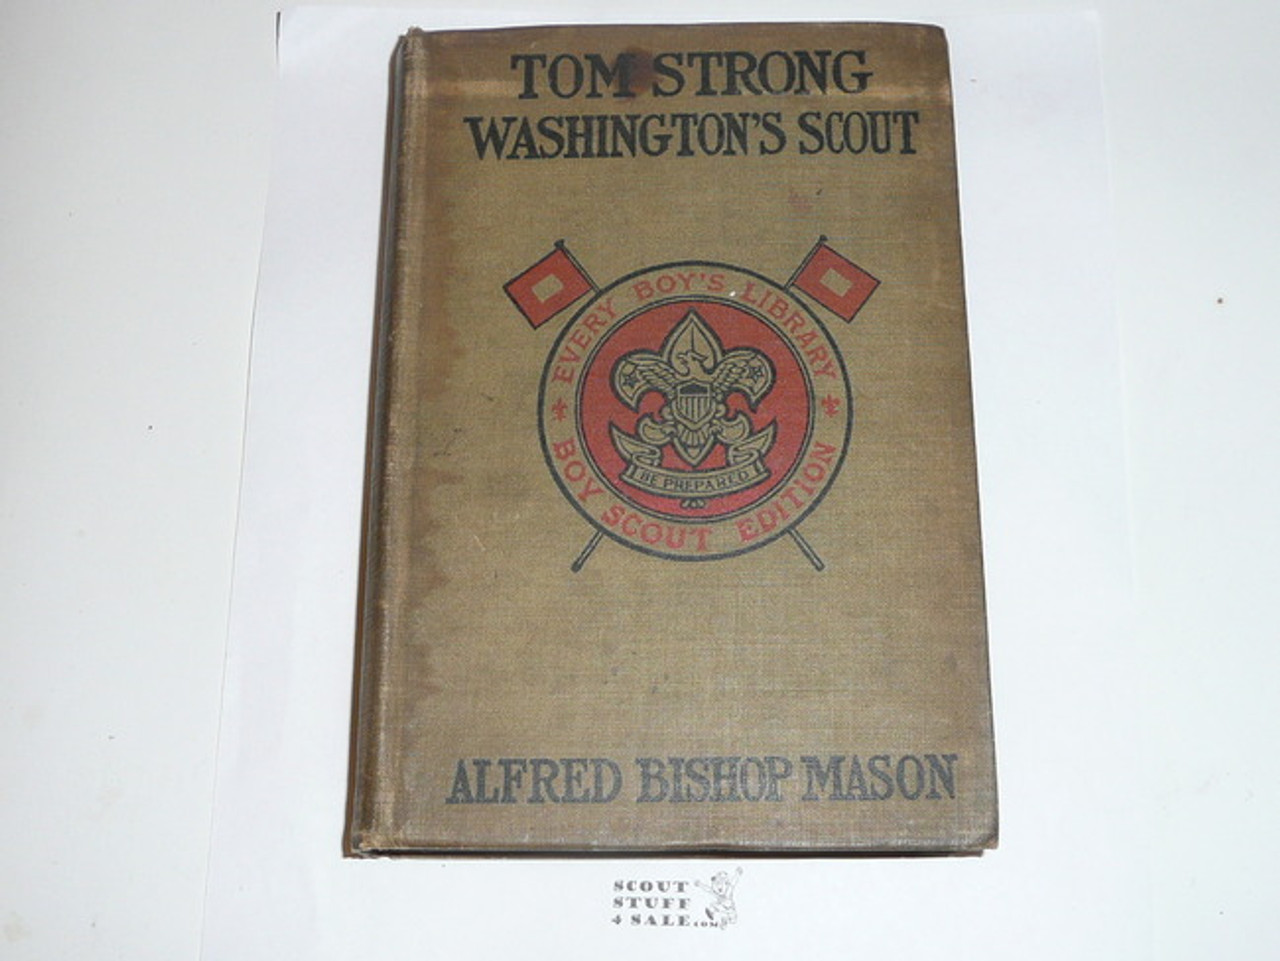 TOM STRONG
WASHINGTON'S SCOUT
EVERY BOY'S LIBRARY
BE PREPARED
BOY SCOUT EDITION
ALFRED BISHOP MASON
SCOUT
STUFF
4 SALE.COM